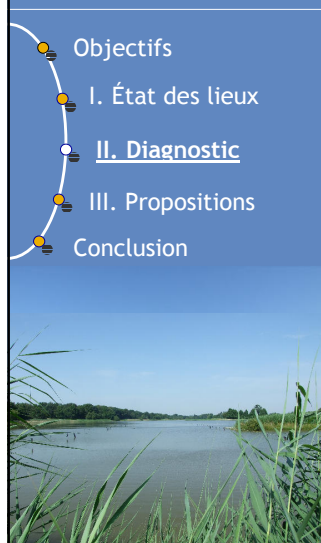 Objectifs
I. État des lieux
II. Diagnostic
III. Propositions
Conclusion